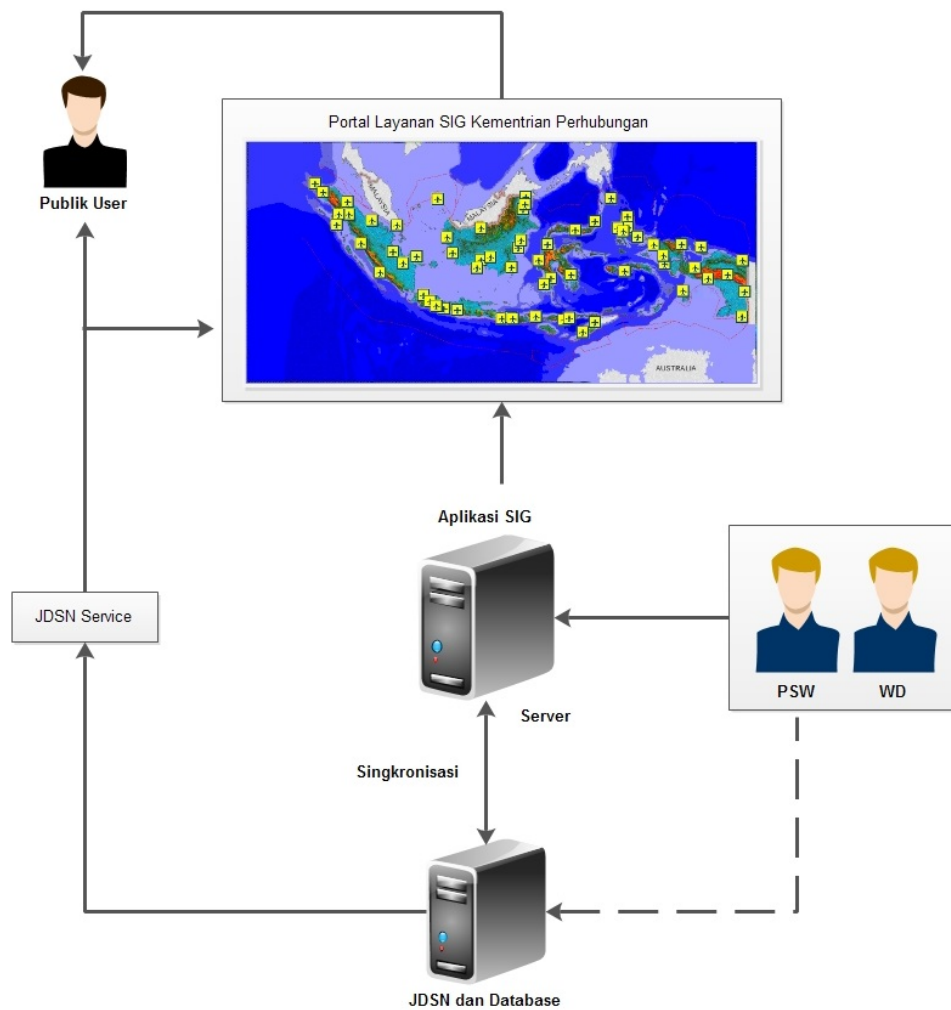 Publik User
Portal Layanan SIG Kementrian Perhubungan
MALAYSIA
MALAYSIA
AUSTRALIA
Aplikasi SIG
JDSN Service
PSW
WD
Server
Singkronisasi
JDSN dan Database